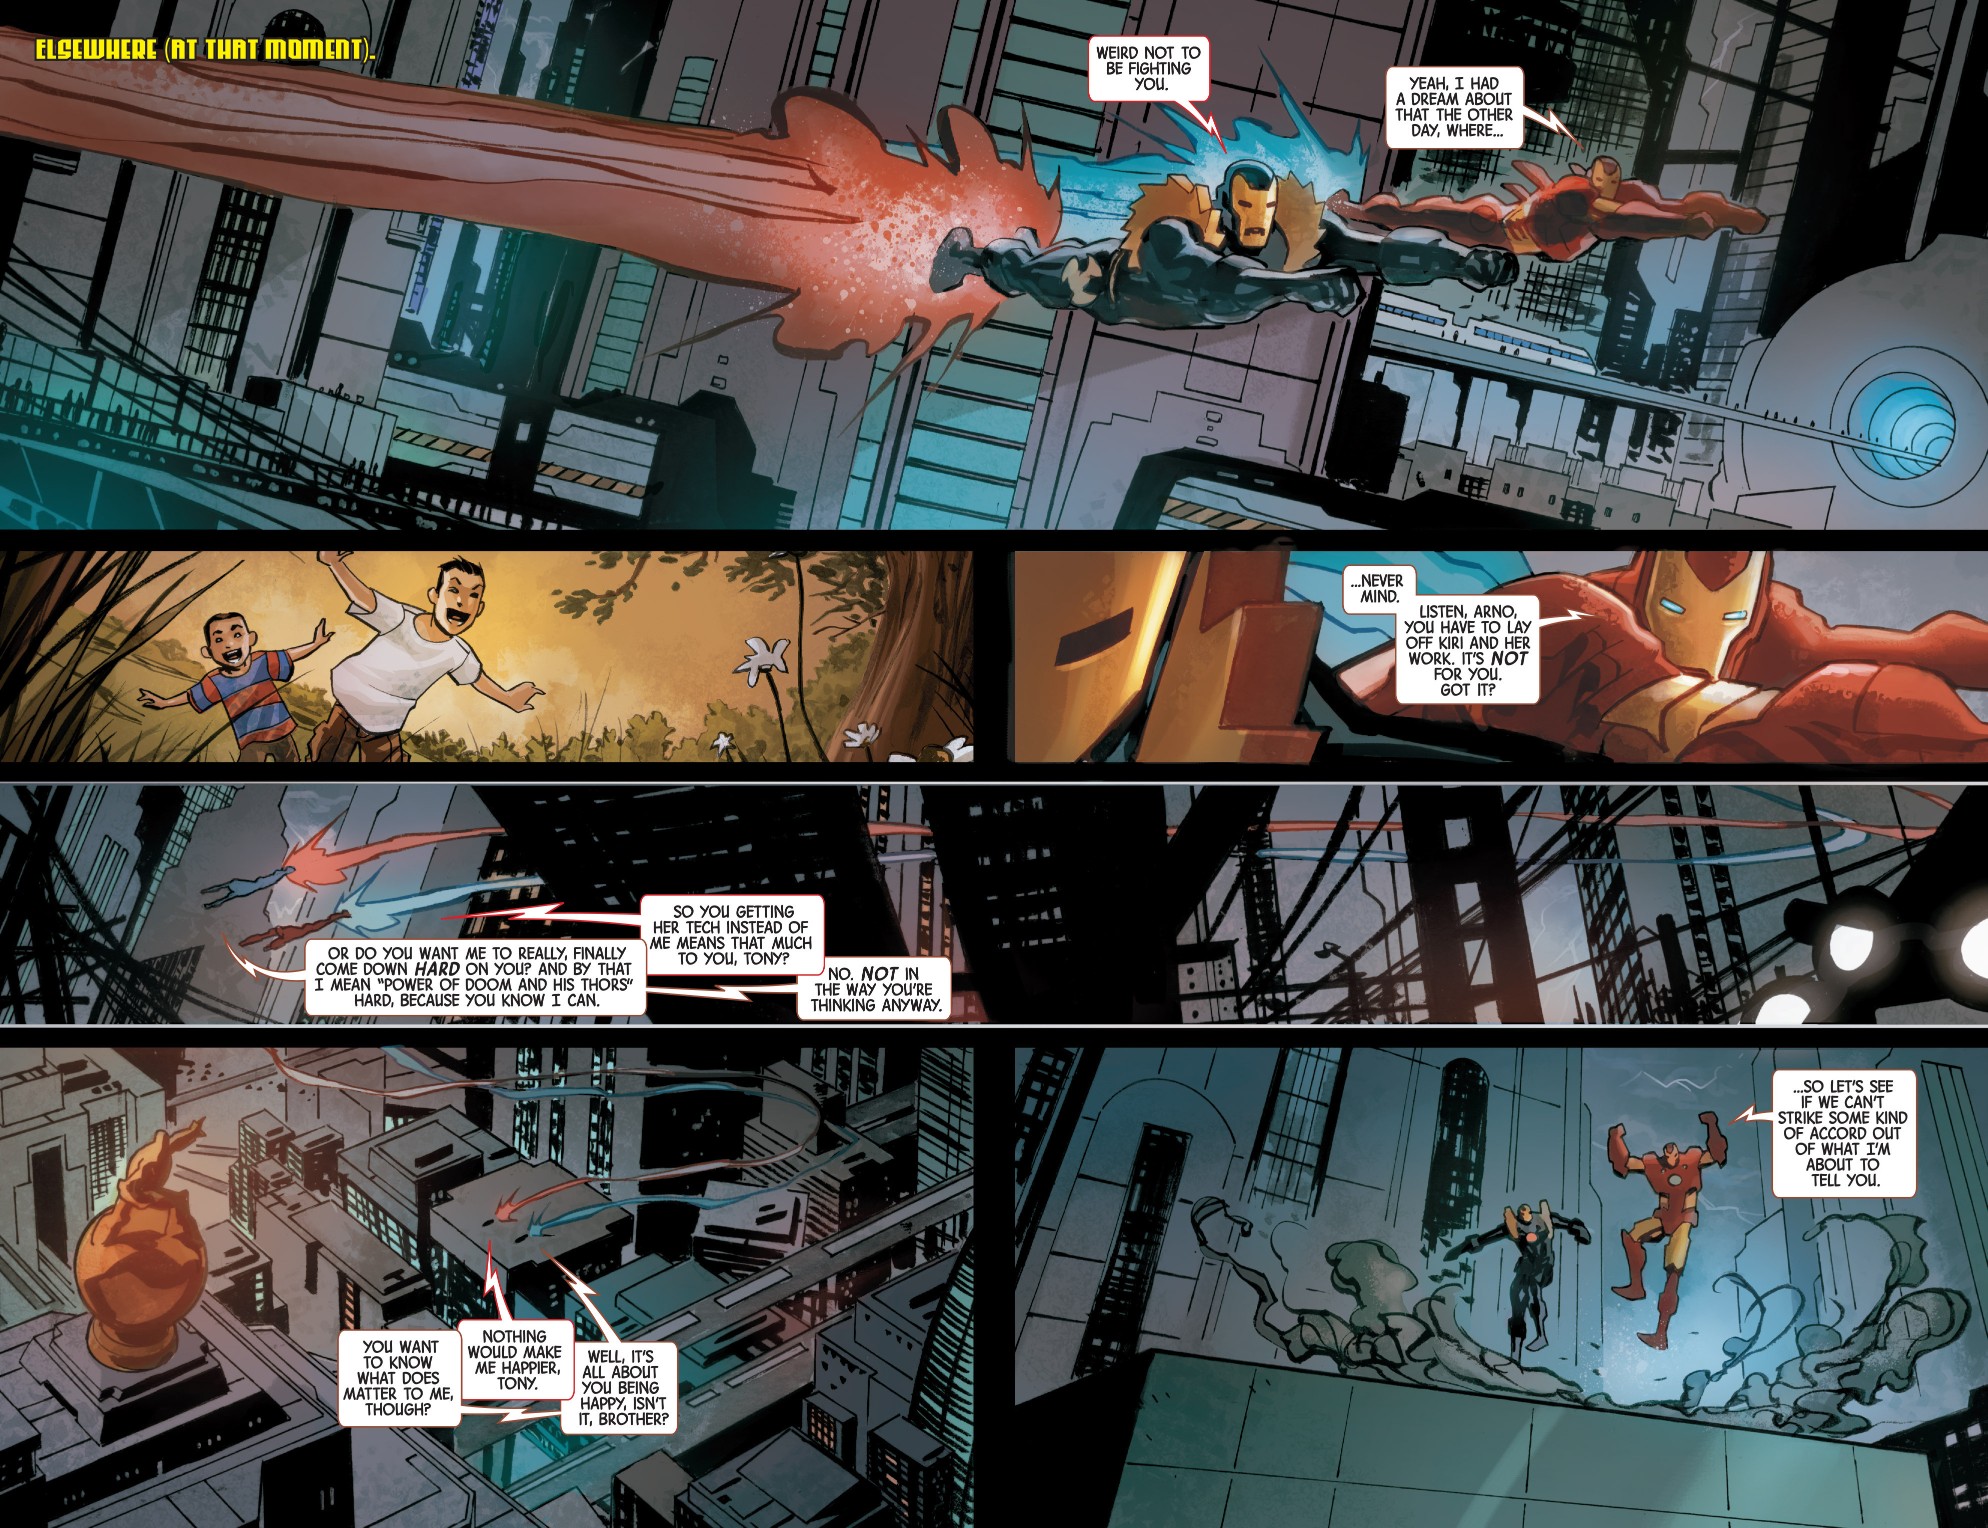 ELSEWHERE (AT THAT MOMENT).
WEIRD NOT TO
BE FIGHTING
YOU.
YEAH, I HAD
A DREAM ABOUT
THAT THE OTHER
DAY, WHERE...
...NEVER
MIND.
LISTEN, ARNO,
YOU HAVE TO LAY
OFF KIRI AND HER
WORK. IT'S NOT
FOR YOU.
GOT IT?
OR DO YOU WANT ME TO REALLY, FINALLY
COME DOWN HARD ON YOU? AND BY THAT
I MEAN "POWER OF DOOM AND HIS THORS"
HARD, BECAUSE YOU KNOW I CAN.
SO YOU GETTING
HER TECH INSTEAD OF
ME MEANS THAT MUCH
TO YOU, TONY?
NO. NOT IN
THE WAY YOU'RE
THINKING ANYWAY.
YOU WANT
TO KNOW
WHAT DOES
MATTER TO ME,
THOUGH?
NOTHING
WOULD MAKE
ME HAPPIER,
TONY.
WELL, IT'S
ALL ABOUT
YOU BEING
HAPPY, ISN'T
IT, BROTHER?
...SO LET'S SEE
IF WE CAN'T
STRIKE SOME KIND
OF ACCORD OUT
OF WHAT I'M
ABOUT TO
TELL YOU.